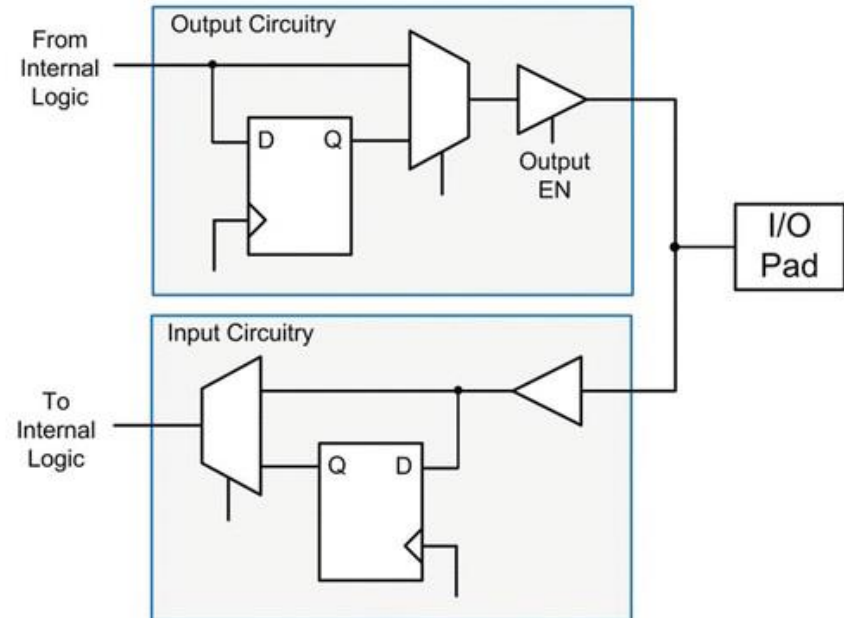 Output Circuitry
From
Internal
Logic
D
Q
Output
EN
I/O
Pad
Input Circuitry
To
Internal
Logic
Q
D